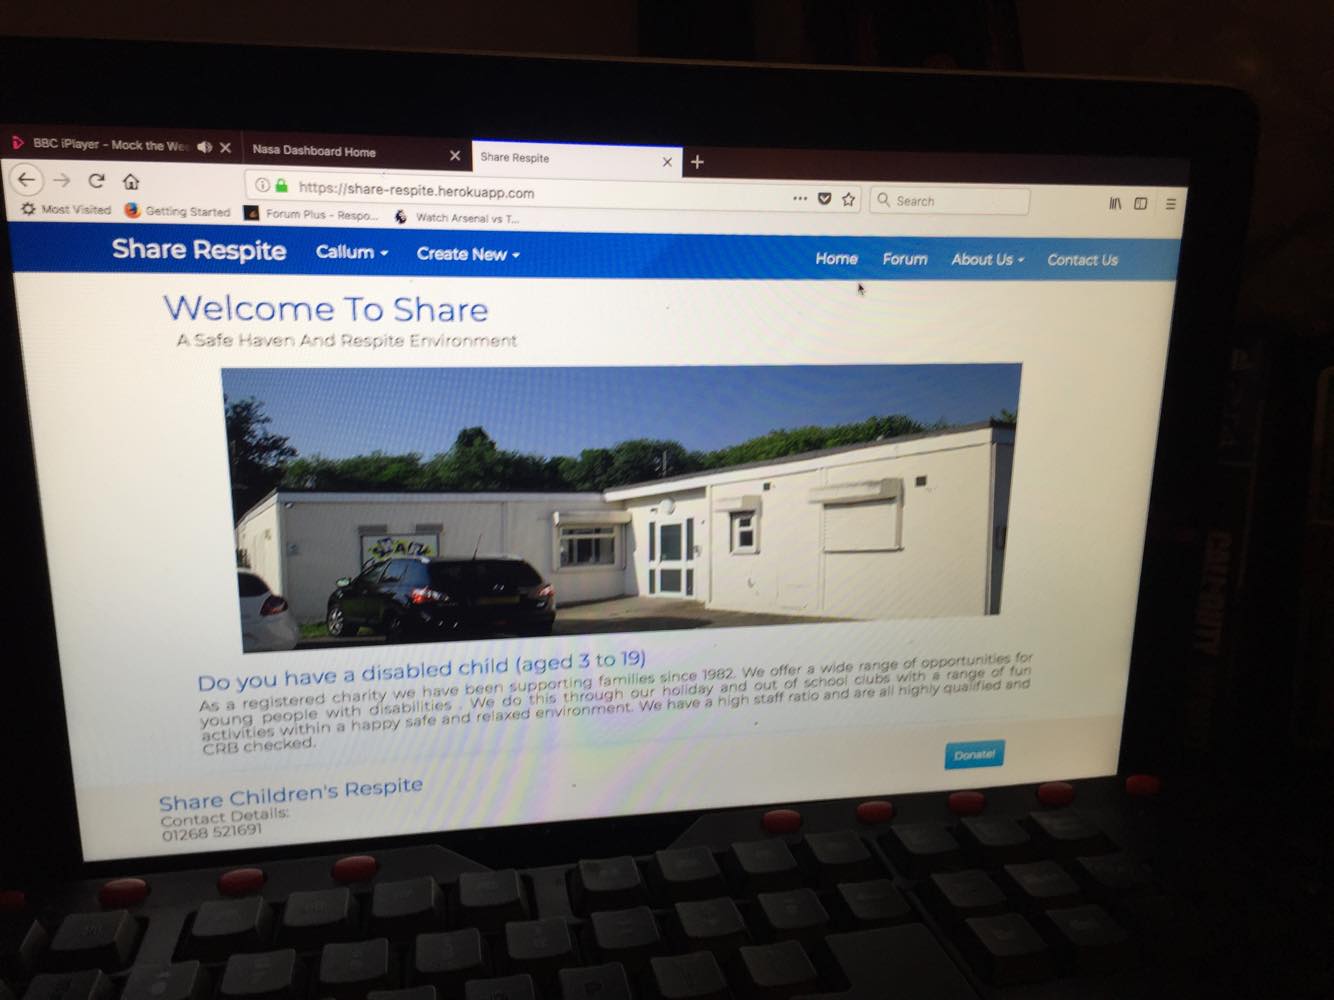 BBC iPlayer - Mock the We
Nasa Dashboard Home
Share Respite
https://share-respite.herokuapp.com
Search
Most Visited
Getting Started
Forum Plus - Respo...
Watch Arsenal vs T...
Share Respite
Callum
Create New
Home
Forum
About Us
Contact Us
Welcome To Share
A Safe Haven And Respite Environment
Do you have a disabled child (aged 3 to 19)
As a registered charity we have been supporting families since 1982. We offer a wide range of opportunities for
young people with disabilities . We do this through our holiday and out of school clubs with a range of fun
activities within a happy safe and relaxed environment. We have a high staff ratio and are all highly qualified and
CRB checked.
Donate!
Share Children's Respite
Contact Details:
01268 521691